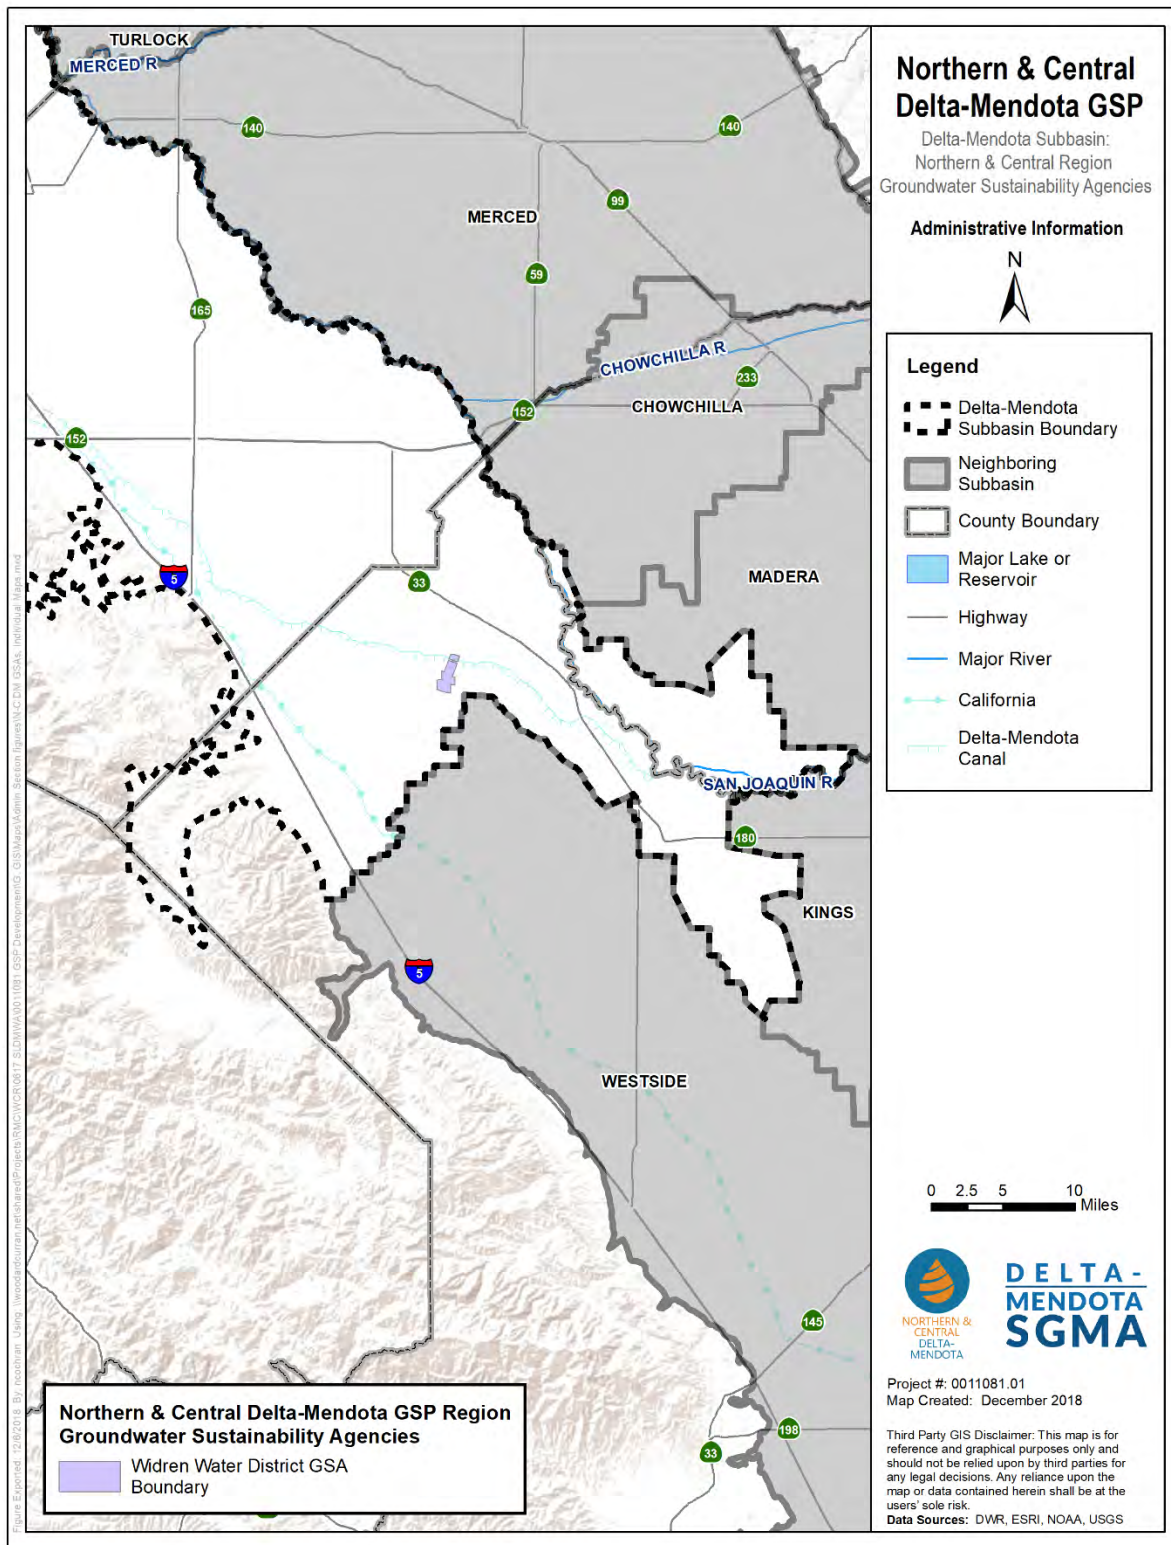 Northern & Central
Delta-Mendota GSP
Delta-Mendota Subbasin:
Northern & Central Region
Groundwater Sustainability Agencies
Administrative Information
N
Legend
Delta-Mendota
Subbasin Boundary
Neighboring
Subbasin
County Boundary
Major Lake or
Reservoir
Highway
Major River
California
Delta-Mendota
Canal
0 2.5 5 10
Miles
NORTHERN &
CENTRAL
DELTA-
MENDOTA
DELTA-
MENDOTA
SGMA
Project #: 0011081.01
Map Created: December 2018
Third Party GIS Disclaimer: This map is for
reference and graphical purposes only and
should not be relied upon by third parties for
any legal decisions. Any reliance upon the
map or data contained herein shall be at the
users' sole risk.
Data Sources: DWR, ESRI, NOAA, USGS
TURLOCK
MERCED R
140
140
99
MERCED
59
165
CHOWCHILLA R
233
152
CHOWCHILLA
152
5
33
MADERA
SAN JOAQUIN R
180
KINGS
5
WESTSIDE
145
198
33
Northern & Central Delta-Mendota GSP Region
Groundwater Sustainability Agencies
Widren Water District GSA
Boundary